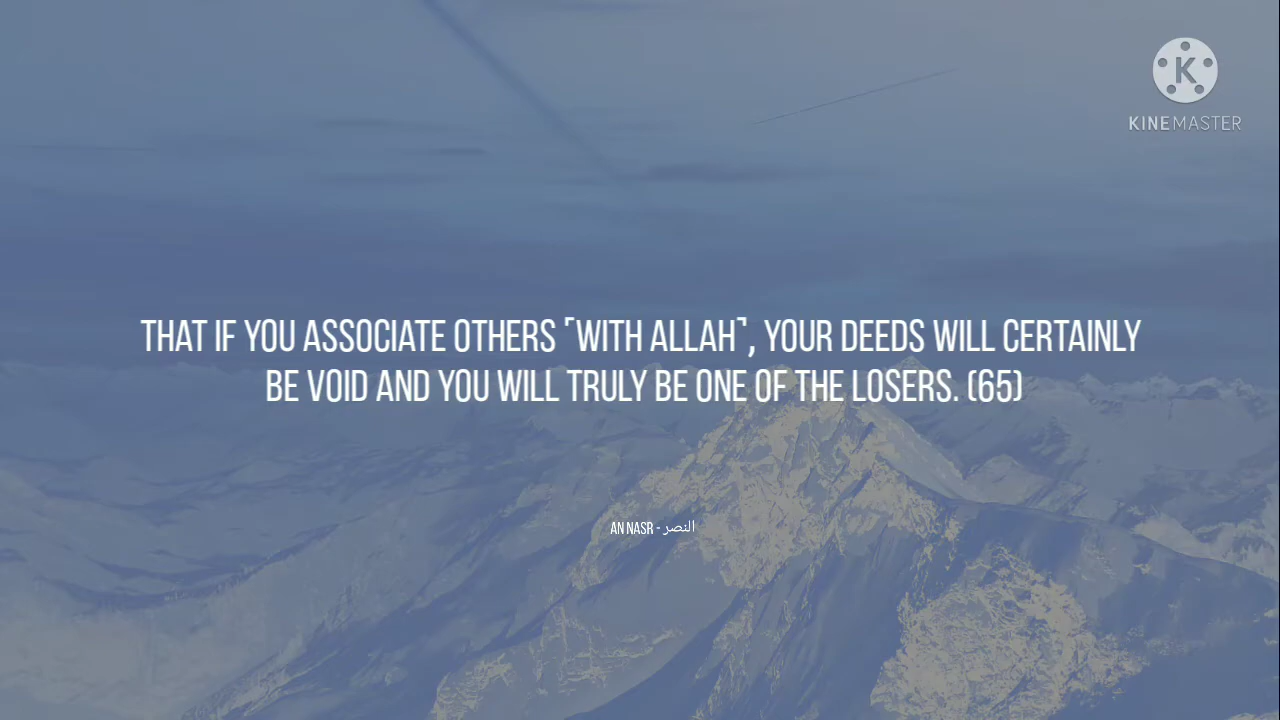 K
KINEMASTER
THAT IF YOU ASSOCIATE OTHERS ˹WITH ALLAH˺, YOUR DEEDS WILL CERTAINLY
BE VOID AND YOU WILL TRULY BE ONE OF THE LOSERS. (65)
AN NASR - النصر